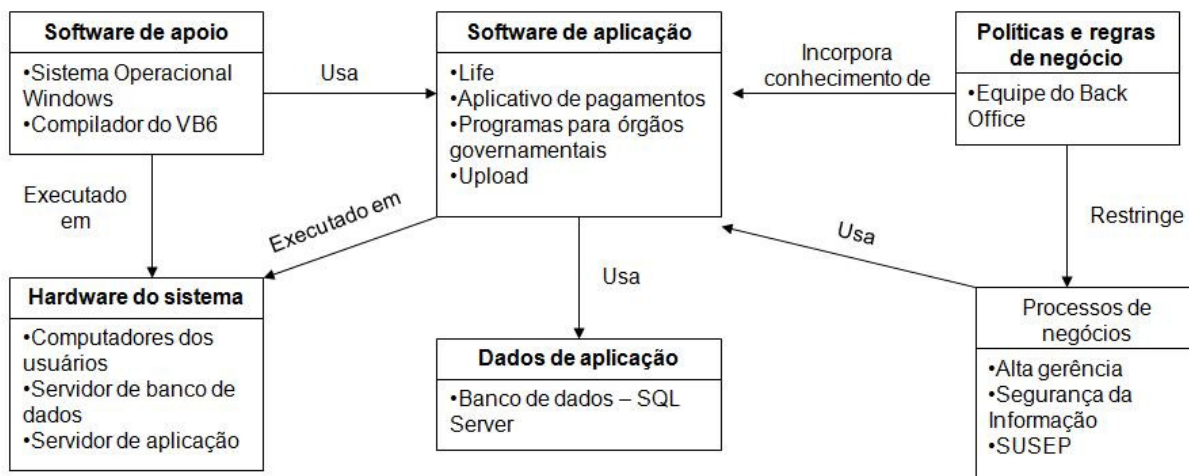 Software de apoio
•Sistema Operacional
Windows
•Compilador do VB6
Usa
Software de aplicação
•Life
•Aplicativo de pagamentos
•Programas para órgãos
governamentais
•Upload
Incorpora
conhecimento de
Políticas e regras
de negócio
•Equipe do Back
Office
Executado
em
Executado em
Usa
Usa
Restringe
Hardware do sistema
•Computadores dos
usuários
•Servidor de banco de
dados
•Servidor de aplicação
Dados de aplicação
•Banco de dados – SQL
Server
Processos de
negócios
•Alta gerência
•Segurança da
Informação
•SUSEP